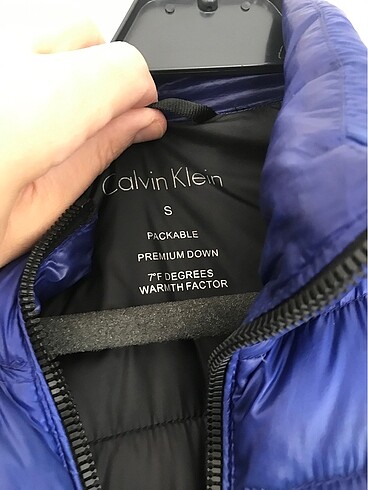 Calvin Klein
S
PACKABLE
PREMIUM DOWN
7°F DEGREES
WARMTH FACTOR